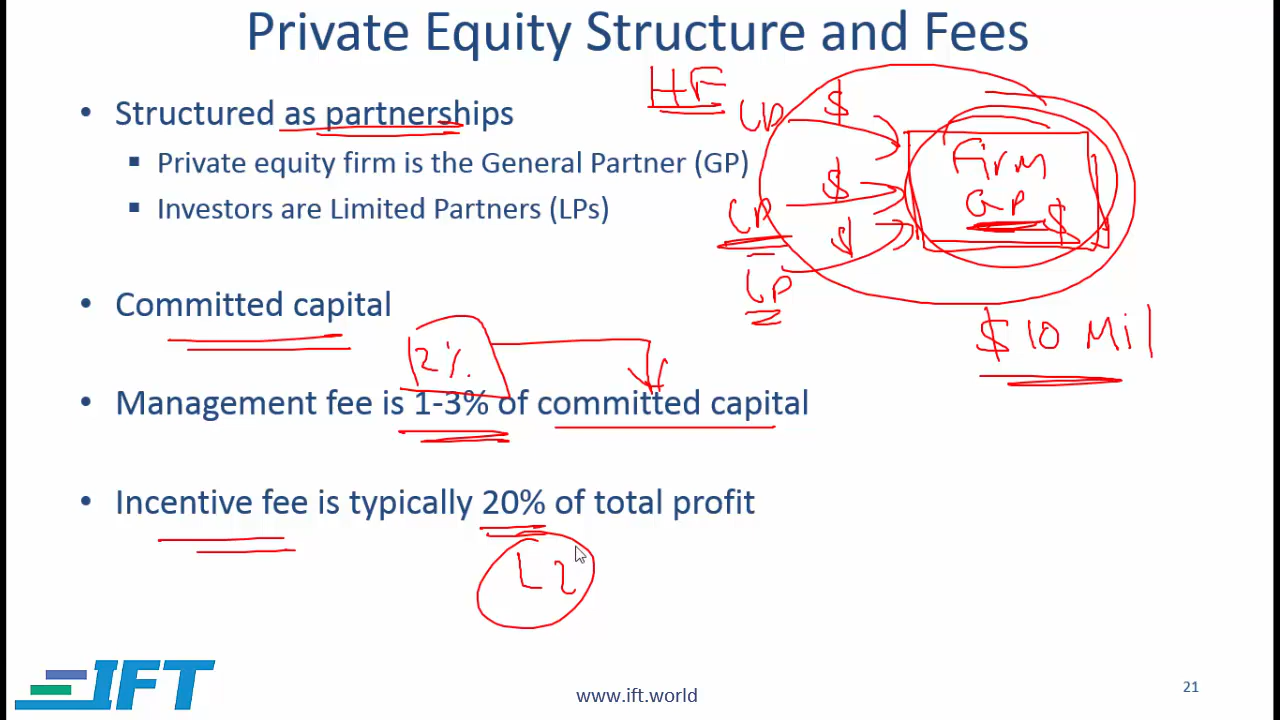 Private Equity Structure and Fees
• Structured as partnerships
▪ Private equity firm is the General Partner (GP)
▪ Investors are Limited Partners (LPs)
• Committed capital
• Management fee is 1-3% of committed capital
• Incentive fee is typically 20% of total profit
HF
LP $
LP $
LP $
Firm
GP $
$10 Mil
2%
L2
IFT
www.ift.world
21